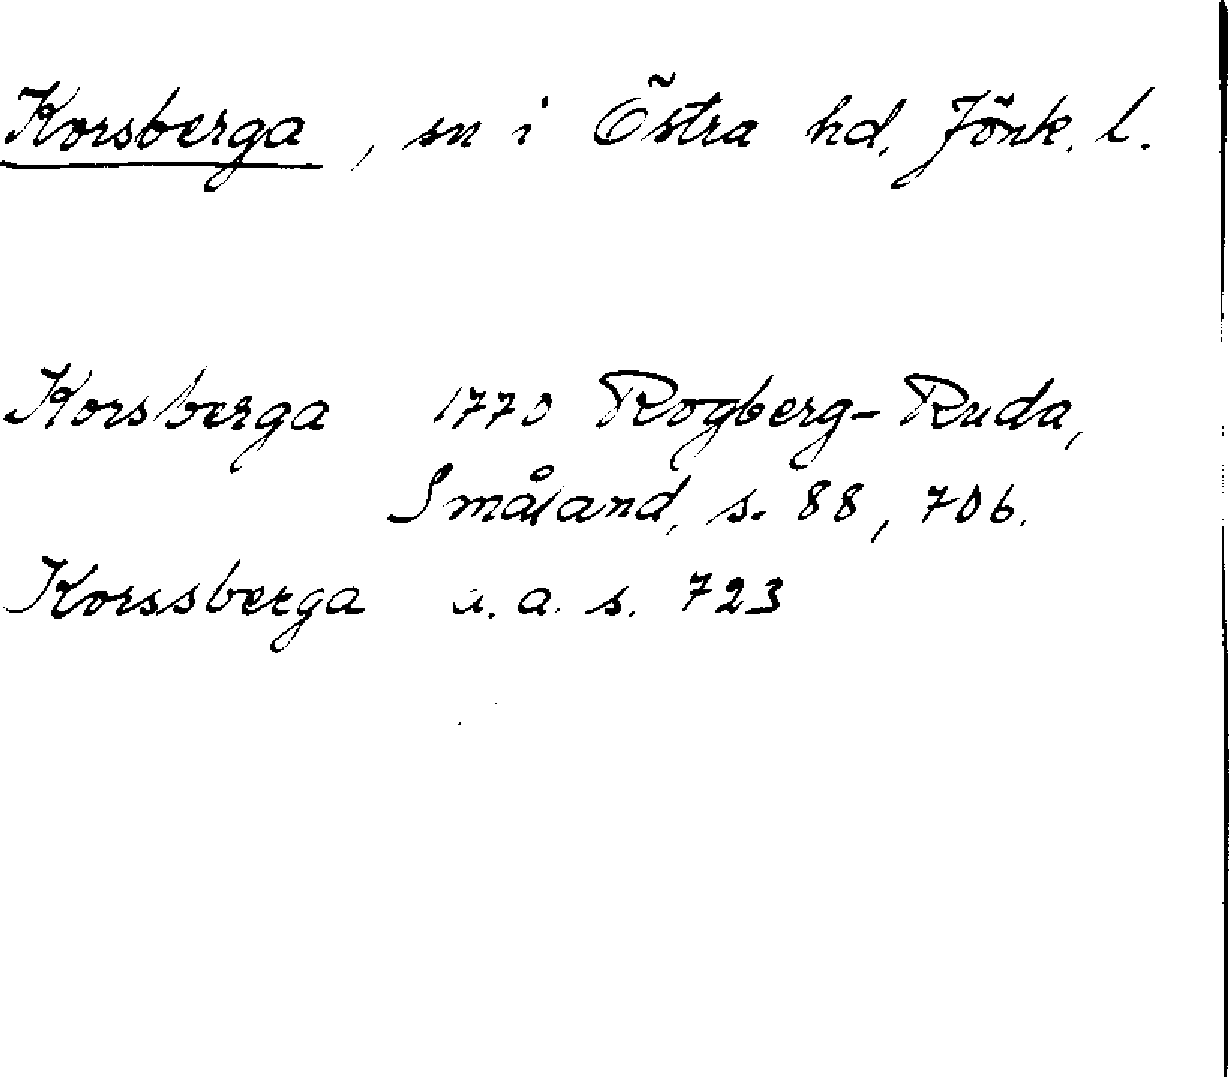 Korsberga, sn i Östra hd. Jönk. l.
Korsberga 1770 Rogberg-Ruda,
Småland, s. 88, 706.
Korssberga a. a. s. 723